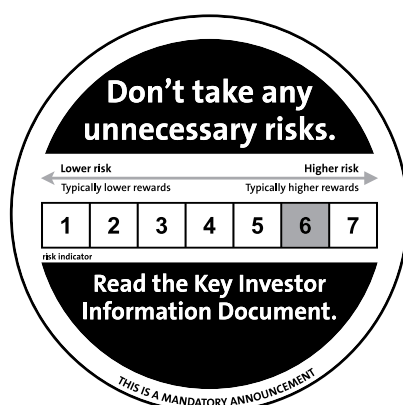 Don’t take any
unnecessary risks.
Lower risk Higher risk
Typically lower rewards Typically higher rewards
1 2 3 4 5 6 7
risk indicator
Read the Key Investor
Information Document.
THIS IS A MANDATORY ANNOUNCEMENT